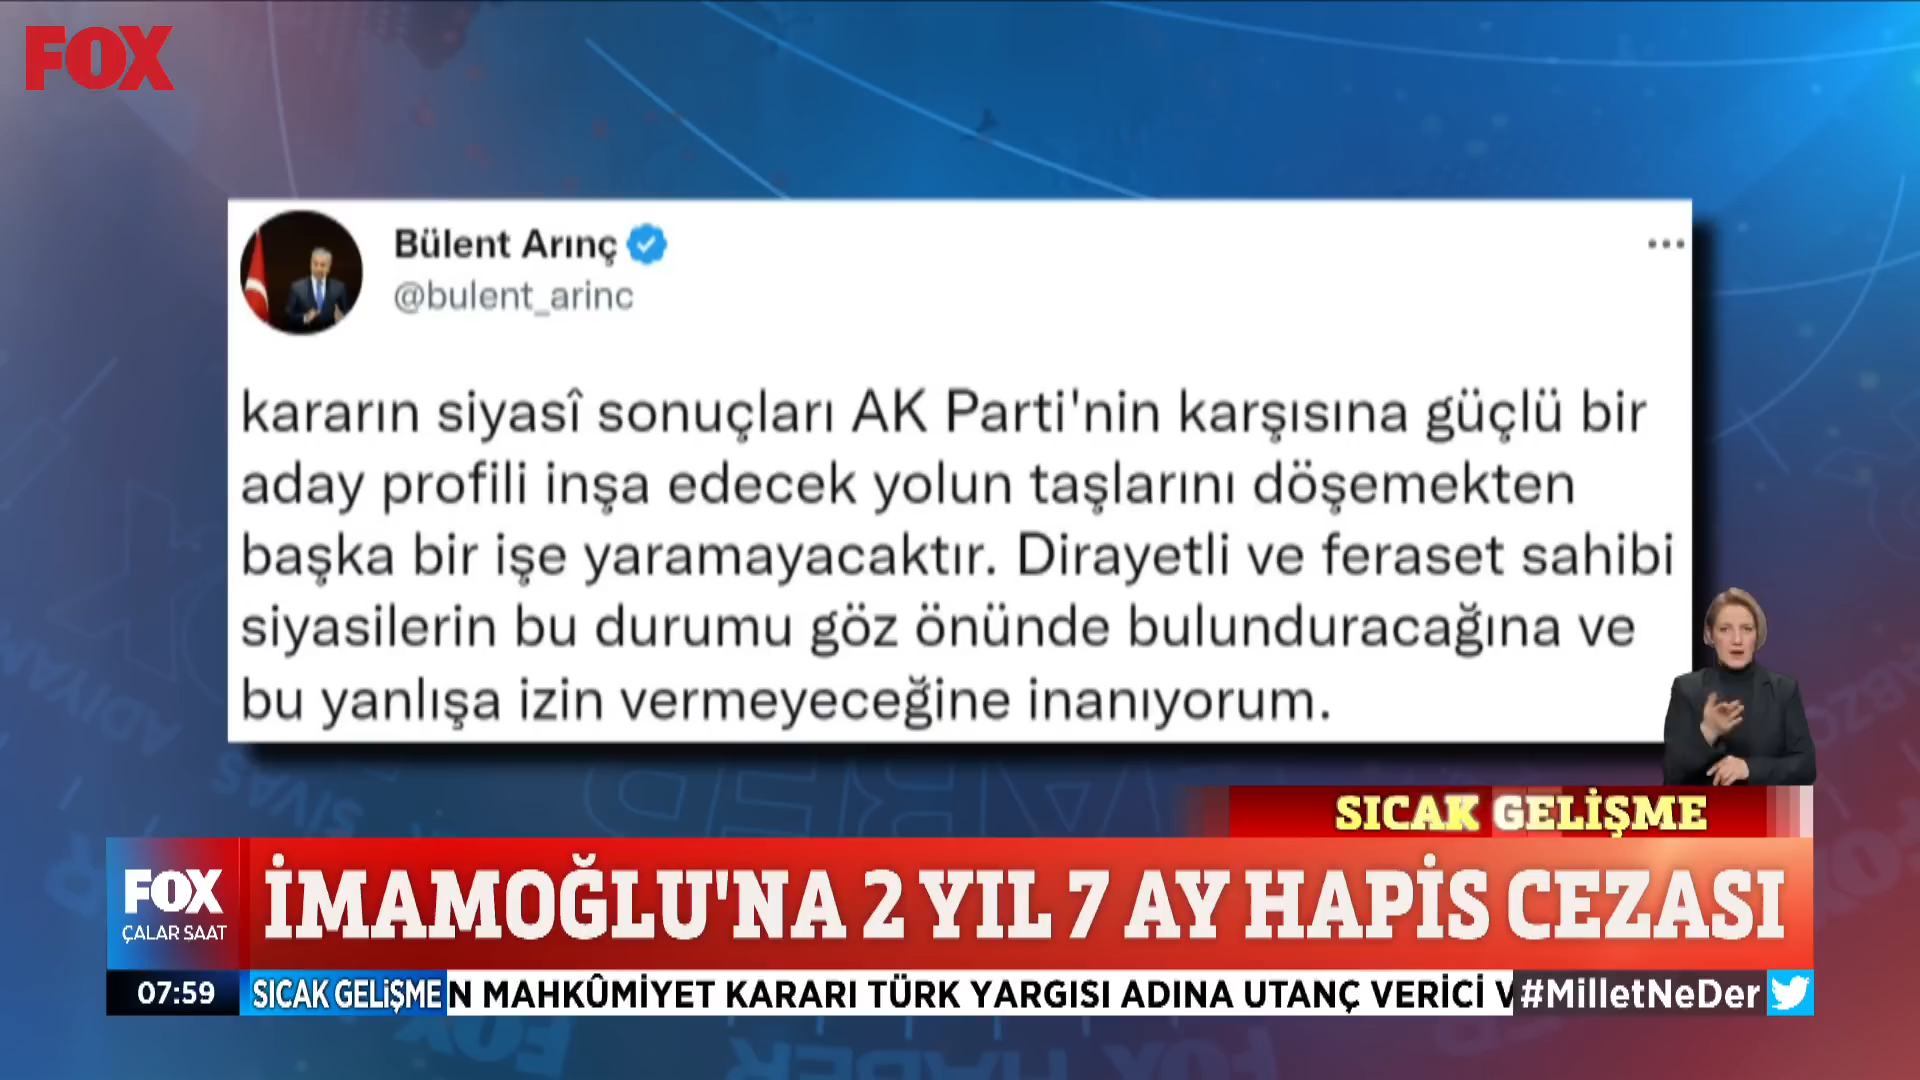 FOX
Bülent Arınç
@bulent_arinc
kararın siyasî sonuçları AK Parti'nin karşısına güçlü bir
aday profili inşa edecek yolun taşlarını döşemekten
başka bir işe yaramayacaktır. Dirayetli ve feraset sahibi
siyasilerin bu durumu göz önünde bulunduracağına ve
bu yanlışa izin vermeyeceğine inanıyorum.
SICAK GELİŞME
FOX
ÇALAR SAAT
İMAMOĞLU'NA 2 YIL 7 AY HAPİS CEZASI
07:59
SICAK GELİŞME
N MAHKÛMİYET KARARI TÜRK YARGISI ADINA UTANÇ VERİCİ V
#MilletNeDer